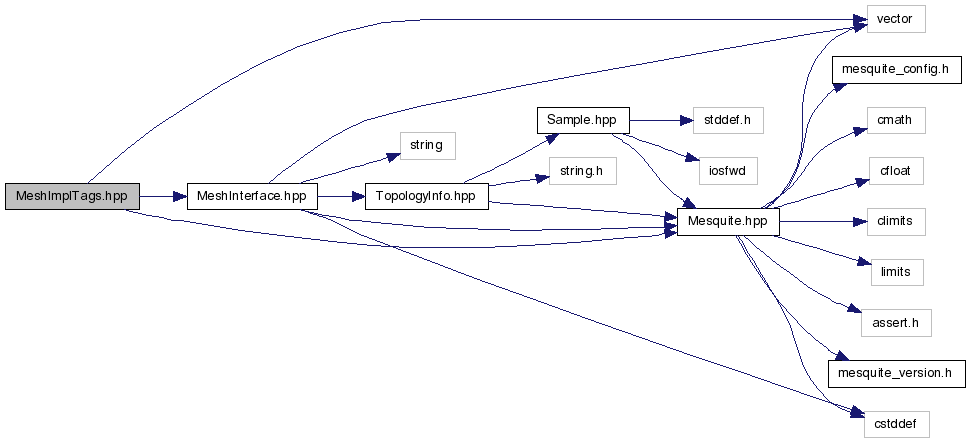 vector
mesquite_config.h
Sample.hpp
stddef.h
cmath
string
string.h
iosfwd
cfloat
MeshImplTags.hpp
MeshInterface.hpp
TopologyInfo.hpp
Mesquite.hpp
climits
limits
assert.h
mesquite_version.h
cstddef